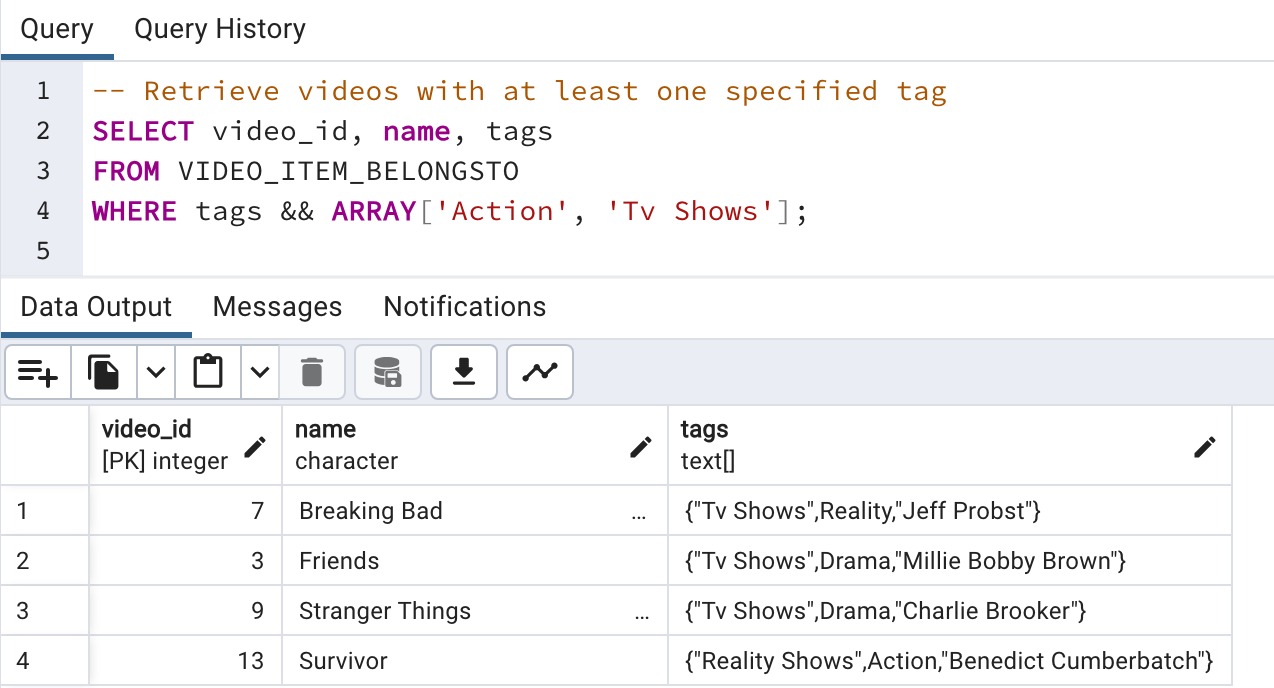 Query Query History
1 -- Retrieve videos with at least one specified tag
2 SELECT video_id, name, tags
3 FROM VIDEO_ITEM_BELONGSTO
4 WHERE tags && ARRAY['Action', 'Tv Shows'];
5
Data Output Messages Notifications
video_id name tags
[PK] integer character text[]
1 7 Breaking Bad ... {"Tv Shows",Reality,"Jeff Probst"}
2 3 Friends {"Tv Shows",Drama,"Millie Bobby Brown"}
3 9 Stranger Things ... {"Tv Shows",Drama,"Charlie Brooker"}
4 13 Survivor {"Reality Shows",Action,"Benedict Cumberbatch"}